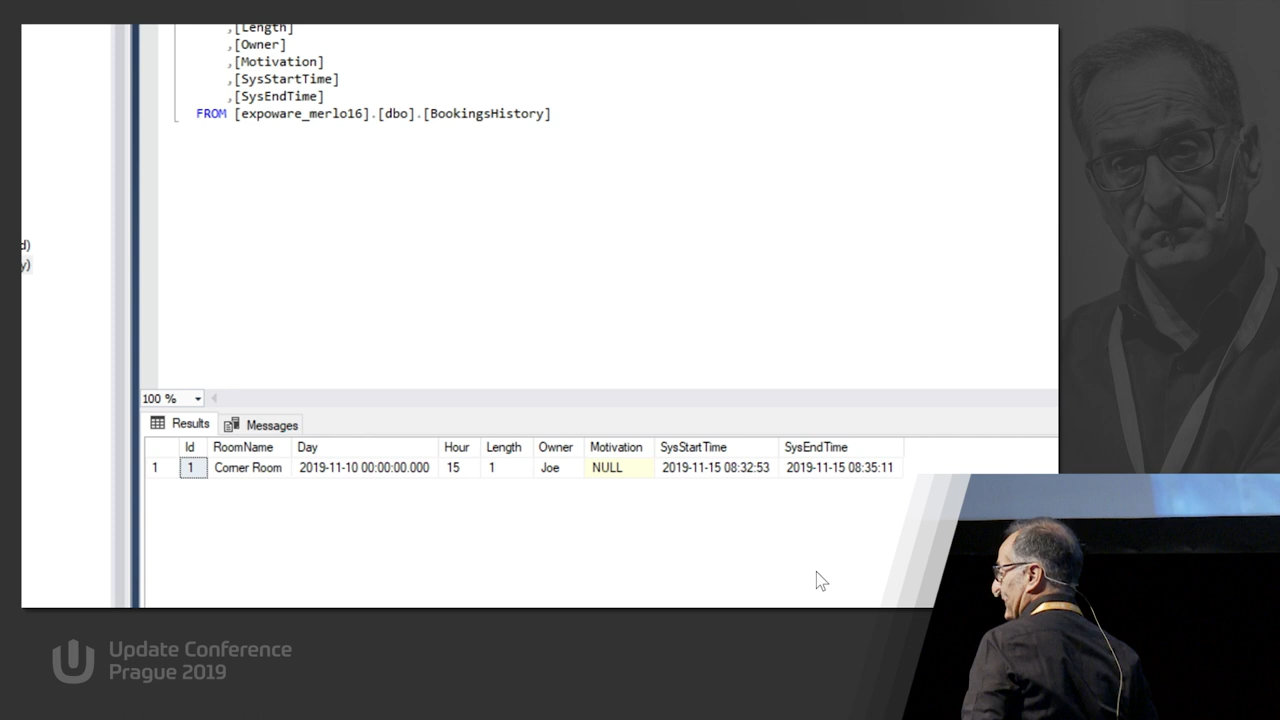 ,[Length]
,[Owner]
,[Motivation]
,[SysStartTime]
,[SysEndTime]
FROM [expoware_merlo16].[dbo].[BookingsHistory]
d)
y)
100 %
Results Messages
Id RoomName Day Hour Length Owner Motivation SysStartTime SysEndTime
1 1 Corner Room 2019-11-10 00:00:00.000 15 1 Joe NULL 2019-11-15 08:32:53 2019-11-15 08:35:11
Update Conference
Prague 2019